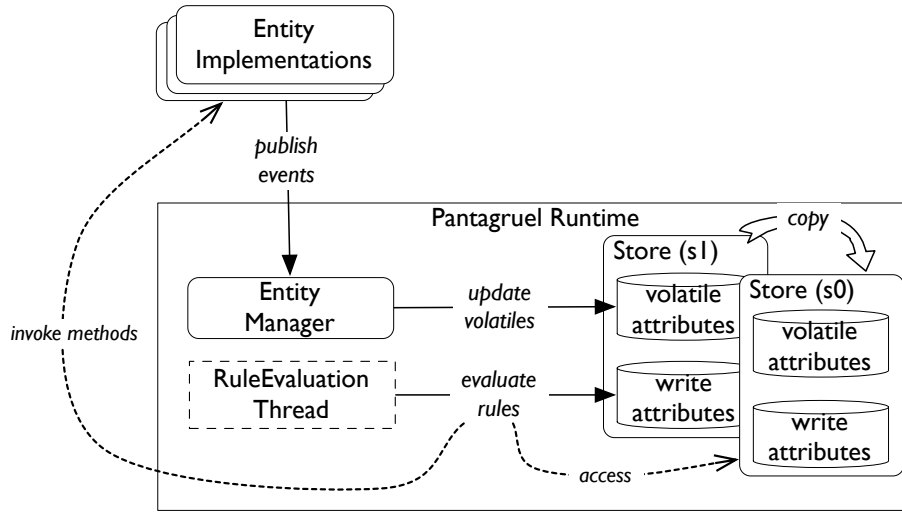 Entity
Implementations
publish
events
Pantagruel Runtime
copy
Store (s1)
Store (s0)
Entity
Manager
update
volatiles
volatile
attributes
volatile
attributes
invoke methods
RuleEvaluation
Thread
evaluate
rules
write
attributes
write
attributes
access